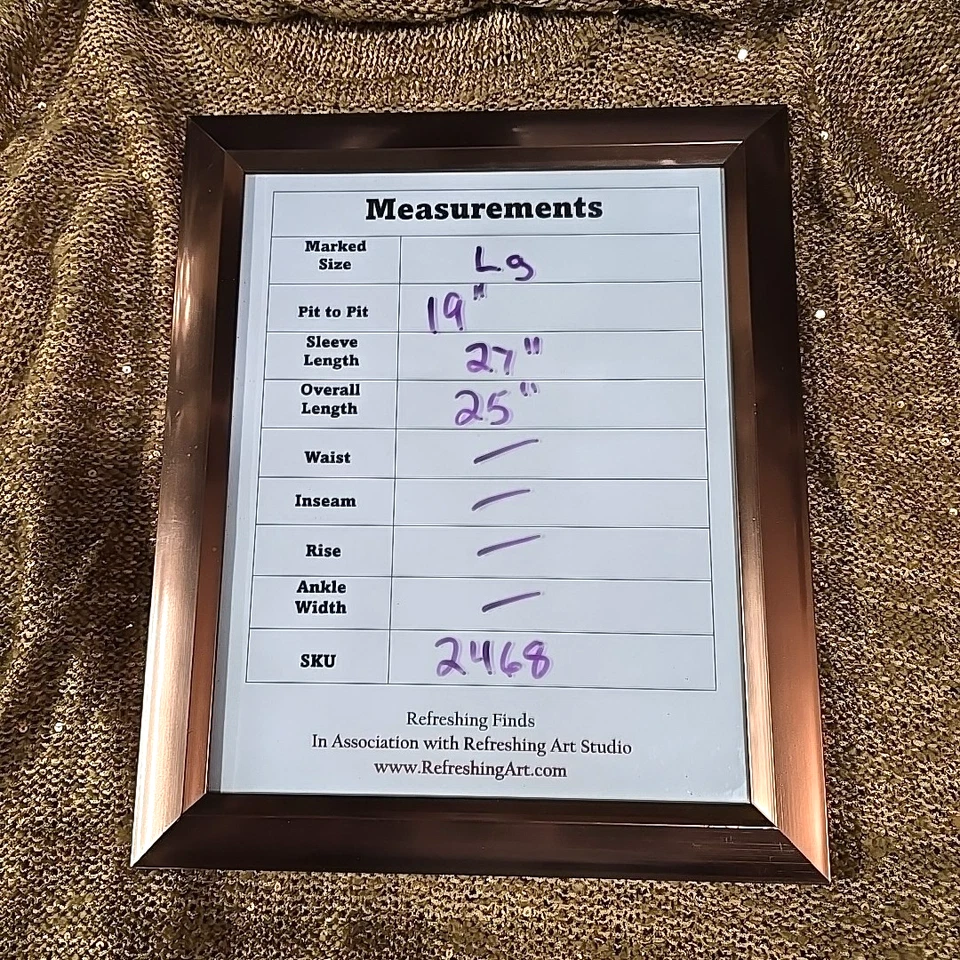 Measurements
Marked
Size
Lg
Pit to Pit
19"
Sleeve
Length
27"
Overall
Length
25"
Waist
—
Inseam
—
Rise
—
Ankle
Width
—
SKU
2468
Refreshing Finds
In Association with Refreshing Art Studio
www.RefreshingArt.com